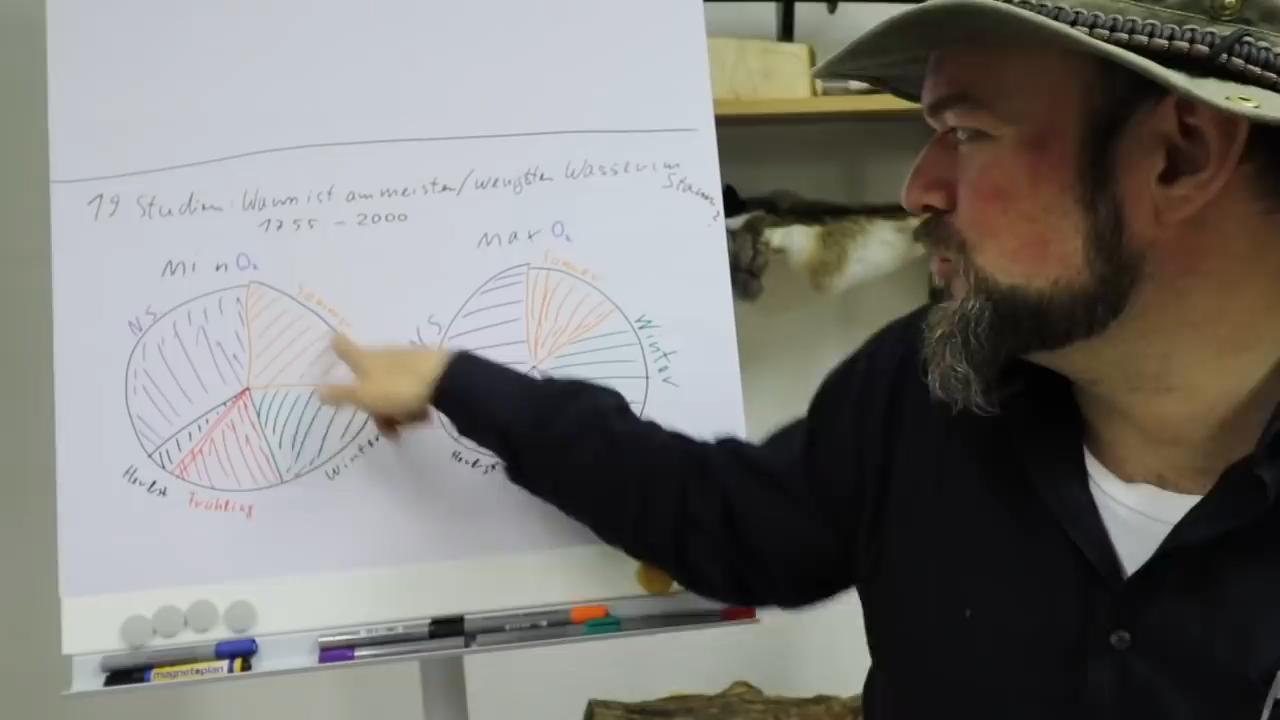 19 Studien: Wann ist am meisten/wengsten Wasser im
Stamm?
1755 - 2000
Min O₂
Max O₂
NS
Sommer
Sommer
NS
Winter
Winter
Herbst
Herbst
Frühling
magnetoplan